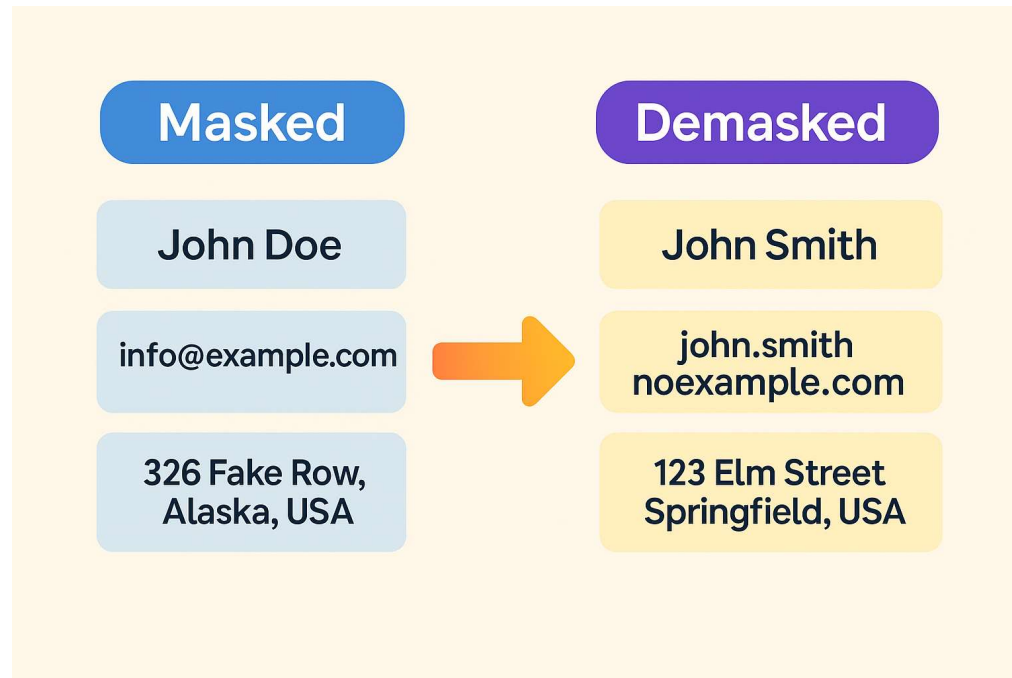 Masked
Demasked
John Doe
John Smith
info@example.com
john.smith
noexample.com
326 Fake Row,
Alaska, USA
123 Elm Street
Springfield, USA